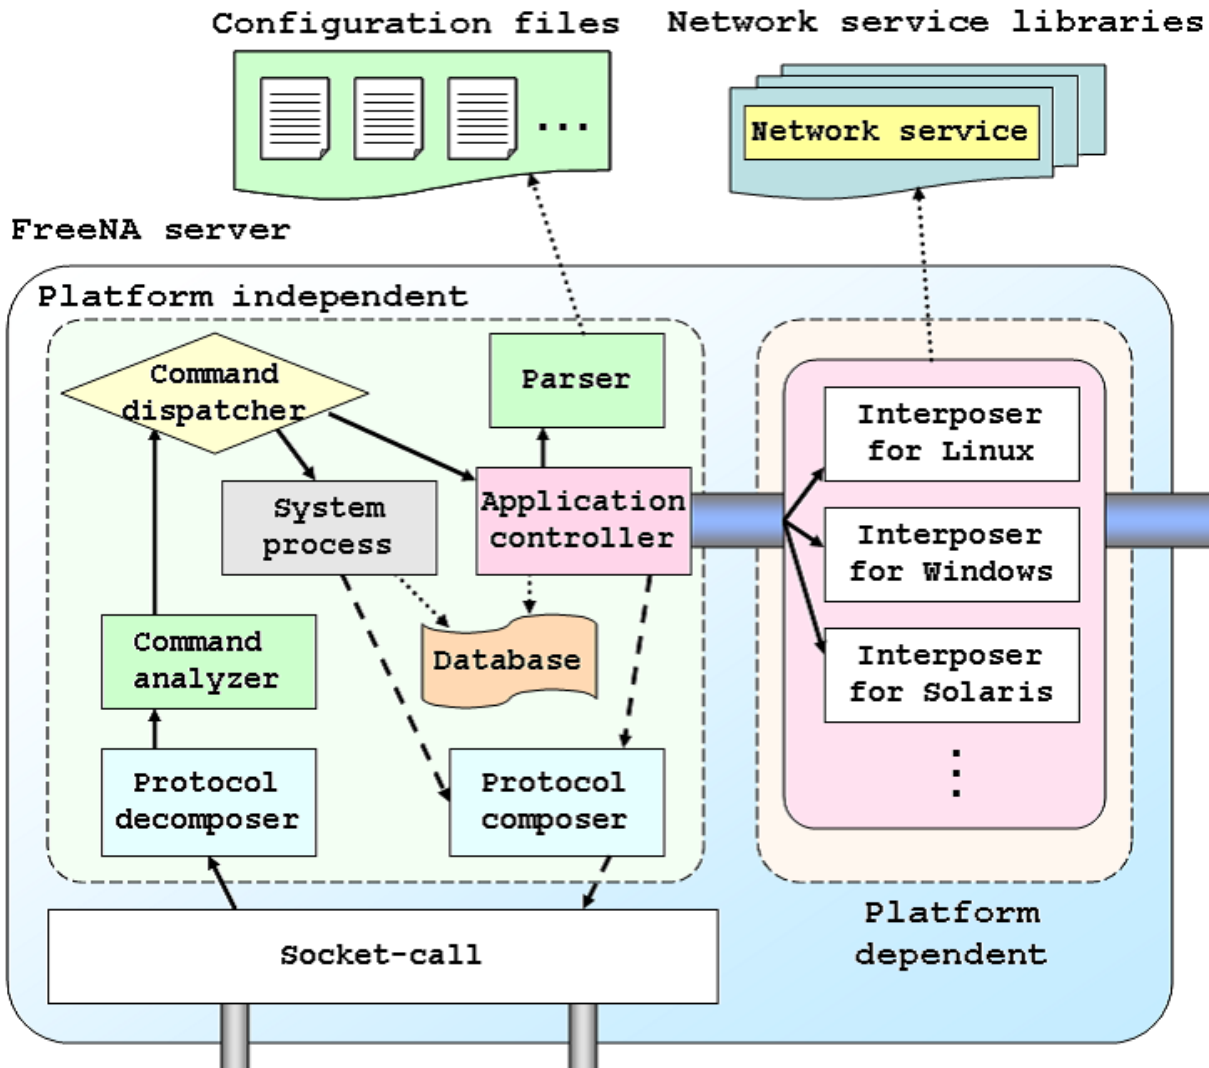 Configuration files
Network service libraries
...
Network service
FreeNA server
Platform independent
Command
dispatcher
Parser
System
process
Application
controller
Command
analyzer
Database
Protocol
decomposer
Protocol
composer
Socket-call
Interposer
for Linux
Interposer
for Windows
Interposer
for Solaris
Platform
dependent